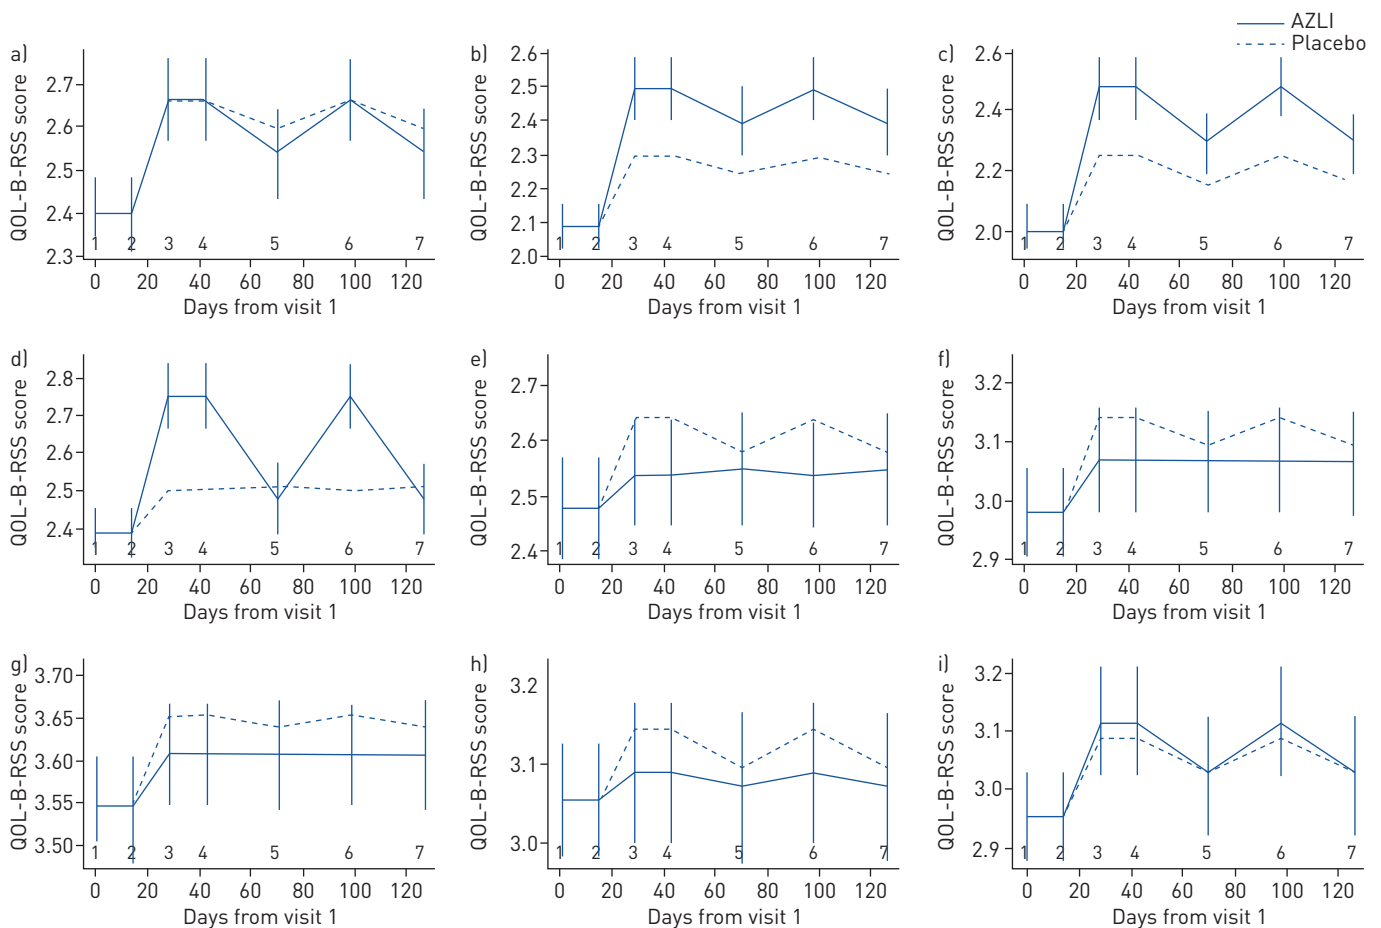 AZLI
Placebo
a)
QOL-B-RSS score
2.7
2.6
2.5
2.4
2.3
1 2 3 4 5 6 7
0 20 40 60 80 100 120
Days from visit 1
b)
QOL-B-RSS score
2.6
2.5
2.4
2.3
2.2
2.1
2.0
1 2 3 4 5 6 7
0 20 40 60 80 100 120
Days from visit 1
c)
QOL-B-RSS score
2.6
2.4
2.2
2.0
1 2 3 4 5 6 7
0 20 40 60 80 100 120
Days from visit 1
d)
QOL-B-RSS score
2.8
2.7
2.6
2.5
2.4
1 2 3 4 5 6 7
0 20 40 60 80 100 120
Days from visit 1
e)
QOL-B-RSS score
2.7
2.6
2.5
2.4
1 2 3 4 5 6 7
0 20 40 60 80 100 120
Days from visit 1
f)
QOL-B-RSS score
3.2
3.1
3.0
2.9
1 2 3 4 5 6 7
0 20 40 60 80 100 120
Days from visit 1
g)
QOL-B-RSS score
3.70
3.65
3.60
3.55
3.50
1 2 3 4 5 6 7
0 20 40 60 80 100 120
Days from visit 1
h)
QOL-B-RSS score
3.2
3.1
3.0
1 2 3 4 5 6 7
0 20 40 60 80 100 120
Days from visit 1
i)
QOL-B-RSS score
3.2
3.1
3.0
2.9
1 2 3 4 5 6 7
0 20 40 60 80 100 120
Days from visit 1